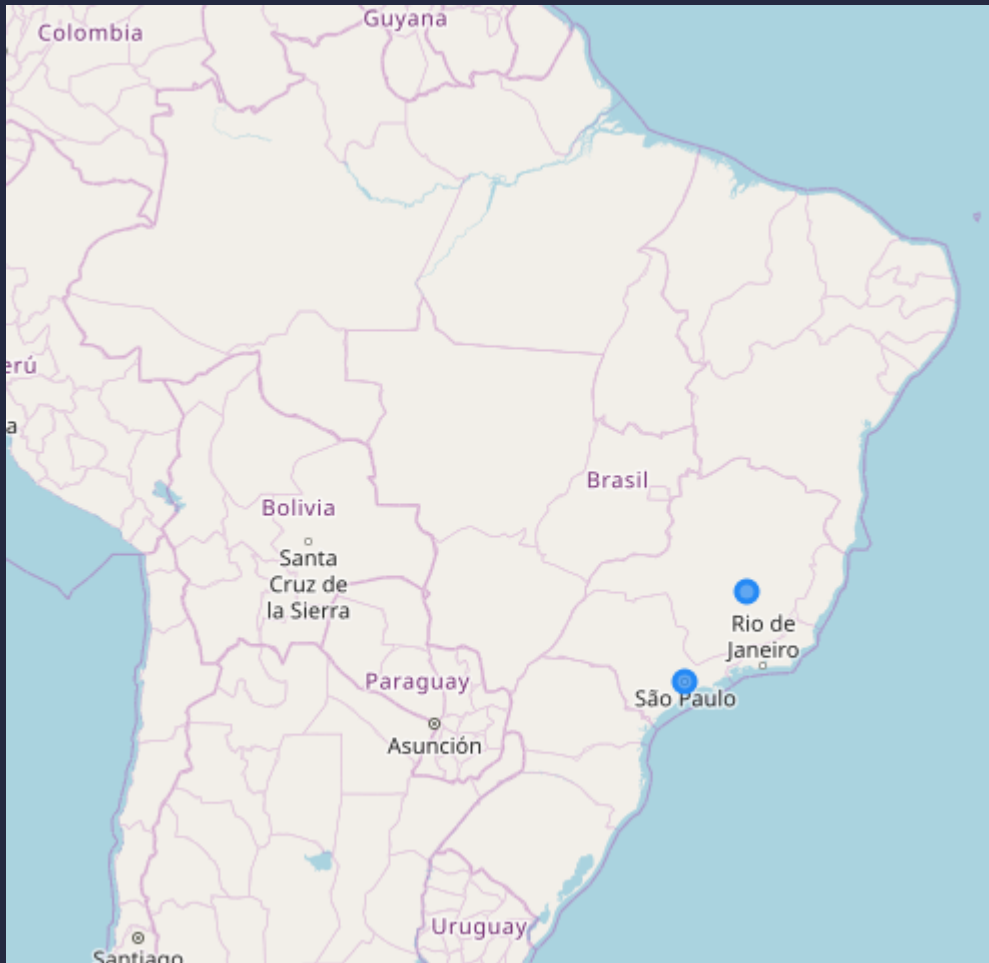 Guyana
Colombia
erú
a
Brasil
Bolivia
Santa
Cruz de
la Sierra
Rio de
Janeiro
Paraguay
São Paulo
Asunción
Uruguay
Santiago